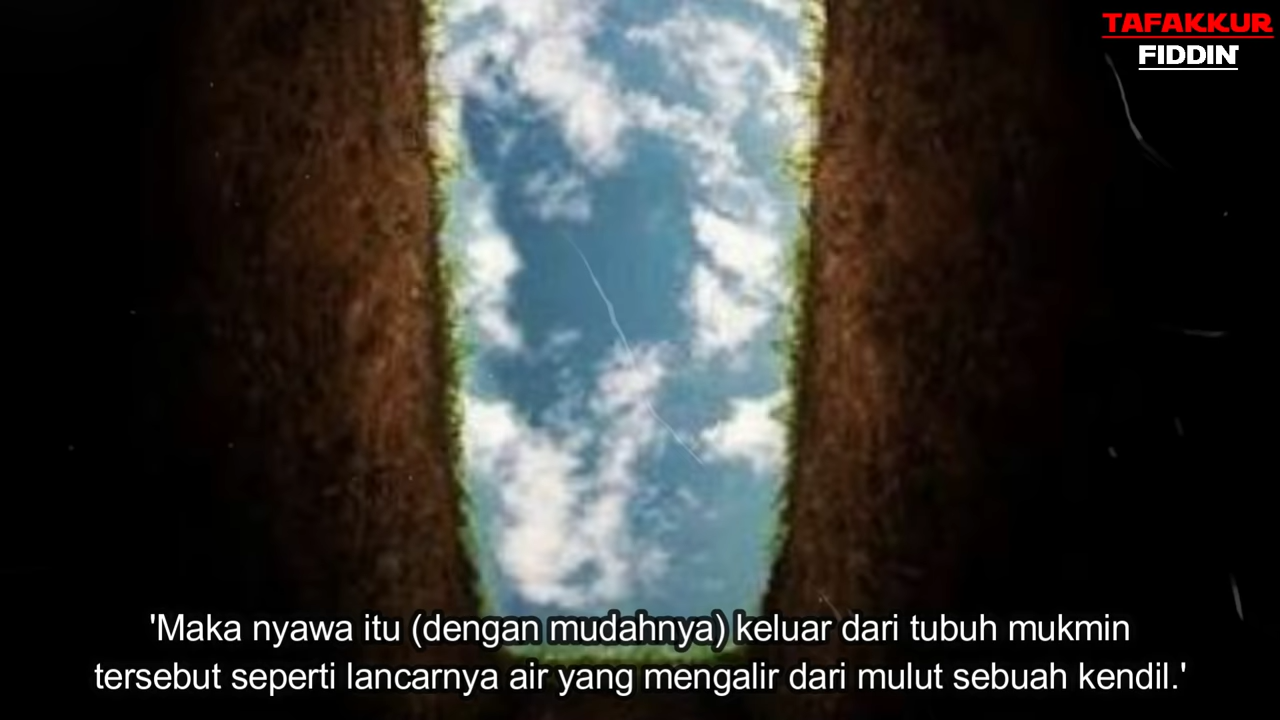 TAFAKKUR
FIDDIN
'Maka nyawa itu (dengan mudahnya) keluar dari tubuh mukmin
tersebut seperti lancarnya air yang mengalir dari mulut sebuah kendil.'